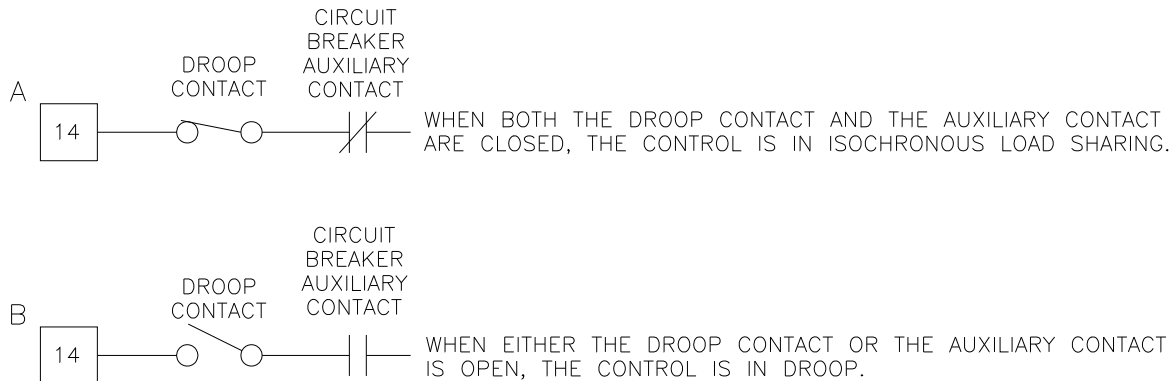 CIRCUIT
BREAKER
AUXILIARY
CONTACT
DROOP
CONTACT
A
14
WHEN BOTH THE DROOP CONTACT AND THE AUXILIARY CONTACT
ARE CLOSED, THE CONTROL IS IN ISOCHRONOUS LOAD SHARING.
CIRCUIT
BREAKER
AUXILIARY
CONTACT
DROOP
CONTACT
B
14
WHEN EITHER THE DROOP CONTACT OR THE AUXILIARY CONTACT
IS OPEN, THE CONTROL IS IN DROOP.